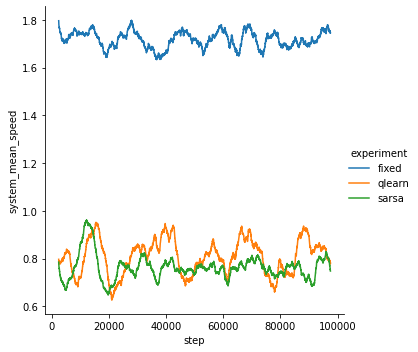 1.8
1.6
1.4
1.2
1.0
0.8
0.6
system_mean_speed
0 20000 40000 60000 80000 100000
step
experiment
fixed
qlearn
sarsa